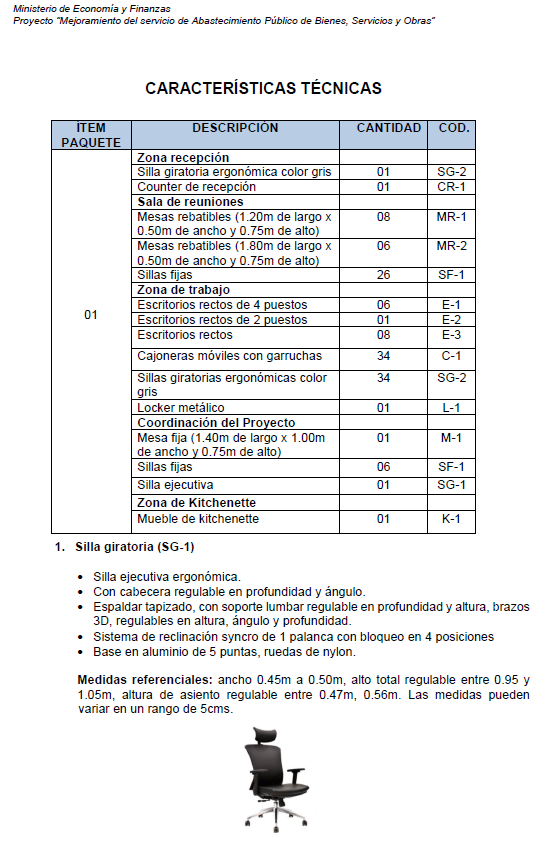 Ministerio de Economía y Finanzas
Proyecto "Mejoramiento del servicio de Abastecimiento Público de Bienes, Servicios y Obras"
CARACTERÍSTICAS TÉCNICAS
ÍTEM PAQUETE DESCRIPCIÓN CANTIDAD COD.
01
Zona recepción
Silla giratoria ergonómica color gris 01 SG-2
Counter de recepción 01 CR-1
Sala de reuniones
Mesas rebatibles (1.20m de largo x 08 MR-1
0.50m de ancho y 0.75m de alto)
Mesas rebatibles (1.80m de largo x 06 MR-2
0.50m de ancho y 0.75m de alto)
Sillas fijas 26 SF-1
Zona de trabajo
Escritorios rectos de 4 puestos 06 E-1
Escritorios rectos de 2 puestos 01 E-2
Escritorios rectos 08 E-3
Cajoneras móviles con garruchas 34 C-1
Sillas giratorias ergonómicas color 34 SG-2
gris
Locker metálico 01 L-1
Coordinación del Proyecto
Mesa fija (1.40m de largo x 1.00m 01 M-1
de ancho y 0.75m de alto)
Sillas fijas 06 SF-1
Silla ejecutiva 01 SG-1
Zona de Kitchenette
Mueble de kitchenette 01 K-1
1. Silla giratoria (SG-1)
• Silla ejecutiva ergonómica.
• Con cabecera regulable en profundidad y ángulo.
• Espaldar tapizado, con soporte lumbar regulable en profundidad y altura, brazos
3D, regulables en altura, ángulo y profundidad.
• Sistema de reclinación syncro de 1 palanca con bloqueo en 4 posiciones
• Base en aluminio de 5 puntas, ruedas de nylon.
Medidas referenciales: ancho 0.45m a 0.50m, alto total regulable entre 0.95 y
1.05m, altura de asiento regulable entre 0.47m, 0.56m. Las medidas pueden
variar en un rango de 5cms.